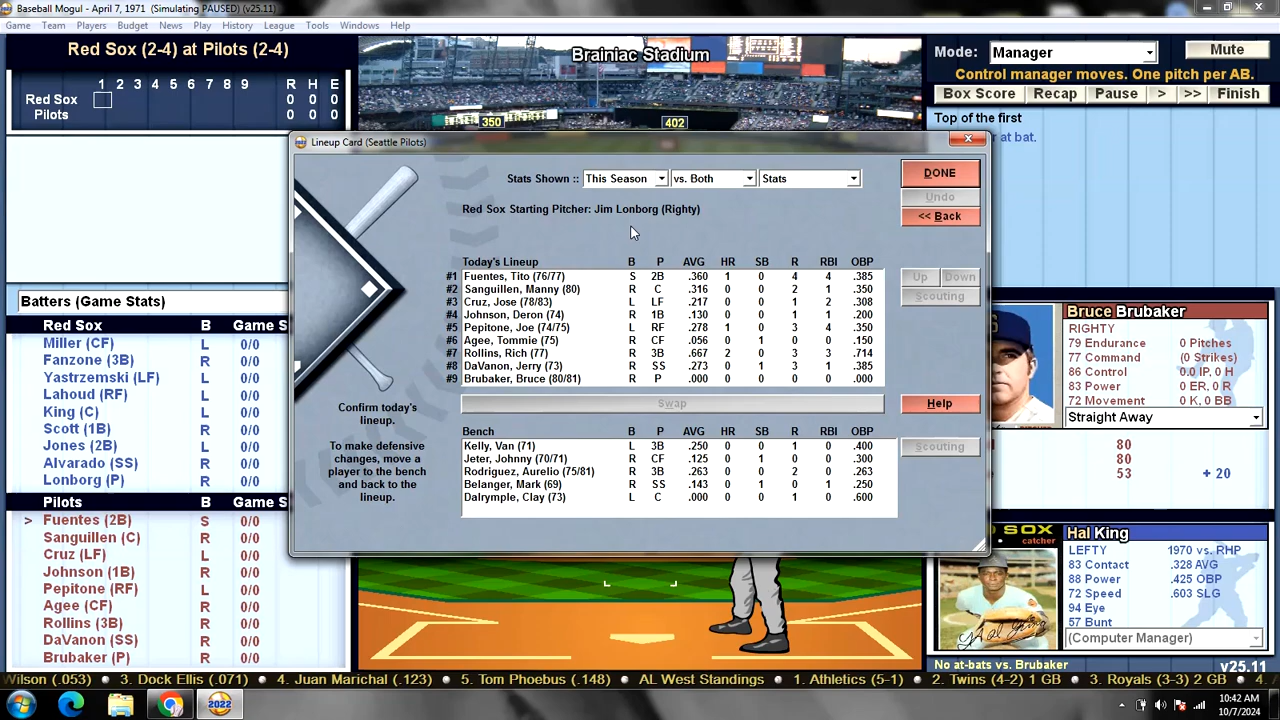 Baseball Mogul - April 7, 1971 (Simulating PAUSED) (v25.11)
Game Team Players Budget News Play History League Tools Windows Help
Red Sox (2-4) at Pilots (2-4)
1 2 3 4 5 6 7 8 9 R H E
Red Sox 0 0 0
Pilots 0 0 0
Brainiac Stadium
350 402
Mode: Manager Mute
Control manager moves. One pitch per AB.
Box Score Recap Pause > >> Finish
Top of the first
r at bat.
Lineup Card (Seattle Pilots)
Stats Shown :: This Season vs. Both Stats
DONE
Undo
<< Back
Red Sox Starting Pitcher: Jim Lonborg (Righty)
Today's Lineup B P AVG HR SB R RBI OBP
#1 Fuentes, Tito (76/77) S 2B .360 1 0 4 4 .385
#2 Sanguillen, Manny (80) R C .316 0 0 2 1 .350
#3 Cruz, Jose (78/83) L LF .217 0 0 1 2 .308
#4 Johnson, Deron (74) R 1B .130 0 0 1 1 .200
#5 Pepitone, Joe (74/75) L RF .278 1 0 3 4 .350
#6 Agee, Tommie (75) R CF .056 0 1 0 0 .150
#7 Rollins, Rich (77) R 3B .667 2 0 3 3 .714
#8 DaVanon, Jerry (73) R SS .273 0 1 3 1 .385
#9 Brubaker, Bruce (80/81) R P .000 0 0 0 0 .000
Up Down
Scouting
Swap
Help
Confirm today's
lineup.
To make defensive
changes, move a
player to the bench
and back to the
lineup.
Bench B P AVG HR SB R RBI OBP
Kelly, Van (71) L 3B .250 0 0 1 0 .400
Jeter, Johnny (70/71) R CF .125 0 1 0 0 .300
Rodriguez, Aurelio (75/81) R 3B .263 0 0 2 0 .263
Belanger, Mark (69) R SS .143 0 1 0 1 .250
Dalrymple, Clay (73) L C .000 0 0 1 0 .600
Scouting
Batters (Game Stats)
Red Sox B Game S
Miller (CF) L 0/0
Fanzone (3B) R 0/0
Yastrzemski (LF) L 0/0
Lahoud (RF) L 0/0
King (C) L 0/0
Scott (1B) R 0/0
Jones (2B) L 0/0
Alvarado (SS) R 0/0
Lonborg (P) R 0/0
Pilots B Game S
> Fuentes (2B) S 0/0
Sanguillen (C) R 0/0
Cruz (LF) L 0/0
Johnson (1B) R 0/0
Pepitone (RF) L 0/0
Agee (CF) R 0/0
Rollins (3B) R 0/0
DaVanon (SS) R 0/0
Brubaker (P) R 0/0
Bruce Brubaker
RIGHTY
79 Endurance 0 Pitches
77 Command (0 Strikes)
86 Control 0.0 IP, 0 H
83 Power 0 ER, 0 R
72 Movement 0 K, 0 BB
Straight Away
80
80
53 + 20
D SOX
catcher
Hal King
LEFTY 1970 vs. RHP
83 Contact .328 AVG
88 Power .425 OBP
72 Speed .603 SLG
94 Eye
57 Bunt
(Computer Manager)
No at-bats vs. Brubaker v25.11
Wilson (.053) • 3. Dock Ellis (.071) • 4. Juan Marichal (.123) • 5. Tom Phoebus (.148) • AL West Standings • 1. Athletics (5-1) • 2. Twins (4-2) 1 GB • 3. Royals (3-3) 2 GB • 4.
2022
10:42 AM
10/7/2024